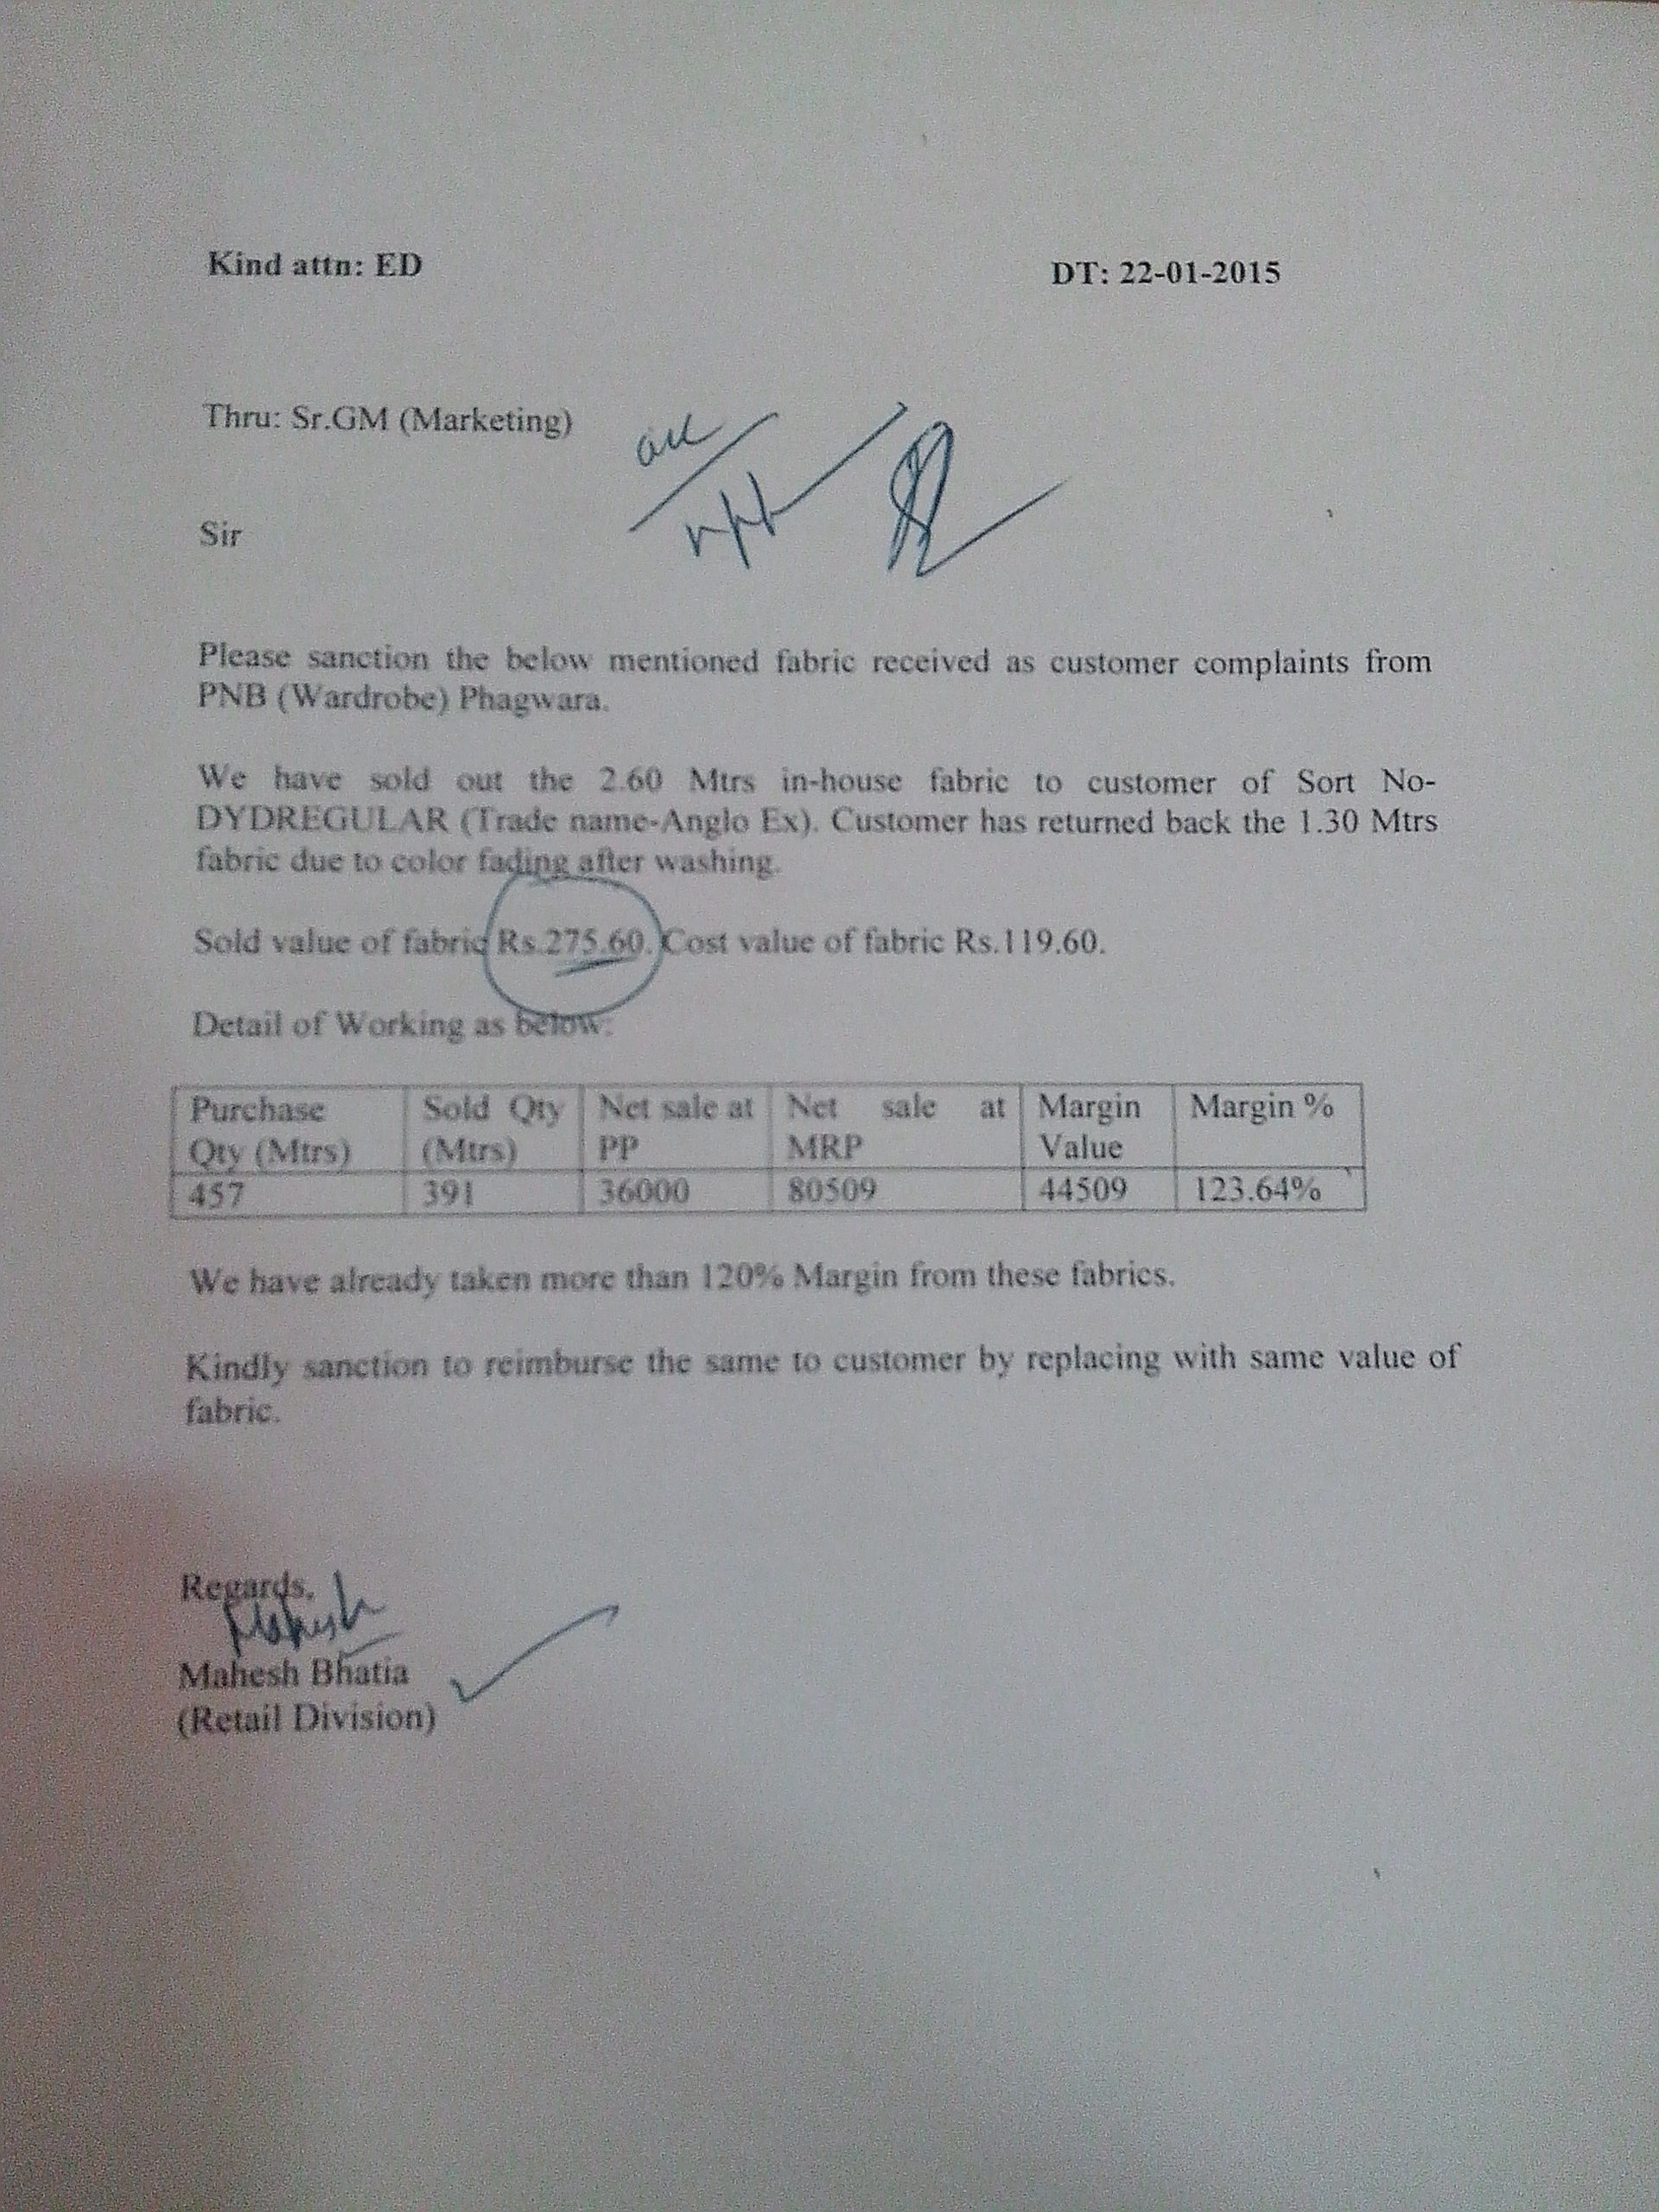 Kind attn: ED DT: 22-01-2015
Thru: Sr.GM (Marketing)
Sir
Please sanction the below mentioned fabric received as customer complaints from
PNB (Wardrobe) Phagwara.
We have sold out the 2.60 Mtrs in-house fabric to customer of Sort No-
DYDREGULAR (Trade name-Anglo Ex). Customer has returned back the 1.30 Mtrs
fabric due to color fading after washing.
Sold value of fabric Rs.275.60. Cost value of fabric Rs.119.60.
Detail of Working as below:
Purchase Sold Qty Net sale at Net sale at Margin Margin %
Qty (Mtrs) (Mtrs) PP MRP Value
457 391 36000 80509 44509 123.64%
We have already taken more than 120% Margin from these fabrics.
Kindly sanction to reimburse the same to customer by replacing with same value of
fabric.
Regards,
Mahesh
Mahesh Bhatia
(Retail Division)